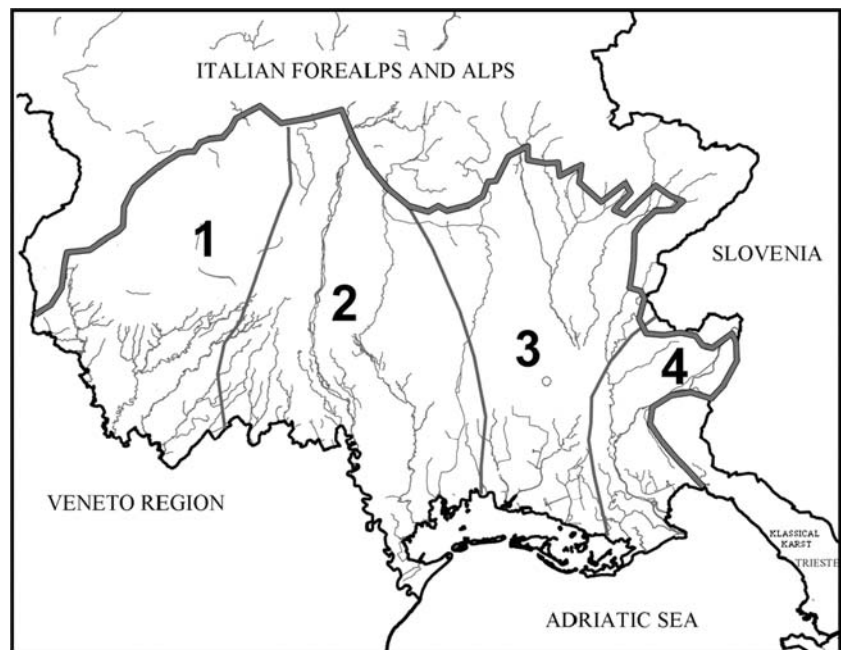 ITALIAN FOREALPS AND ALPS
1
SLOVENIA
2
3
4
VENETO REGION
KLASSICAL
KARST
TRIESTE
ADRIATIC SEA